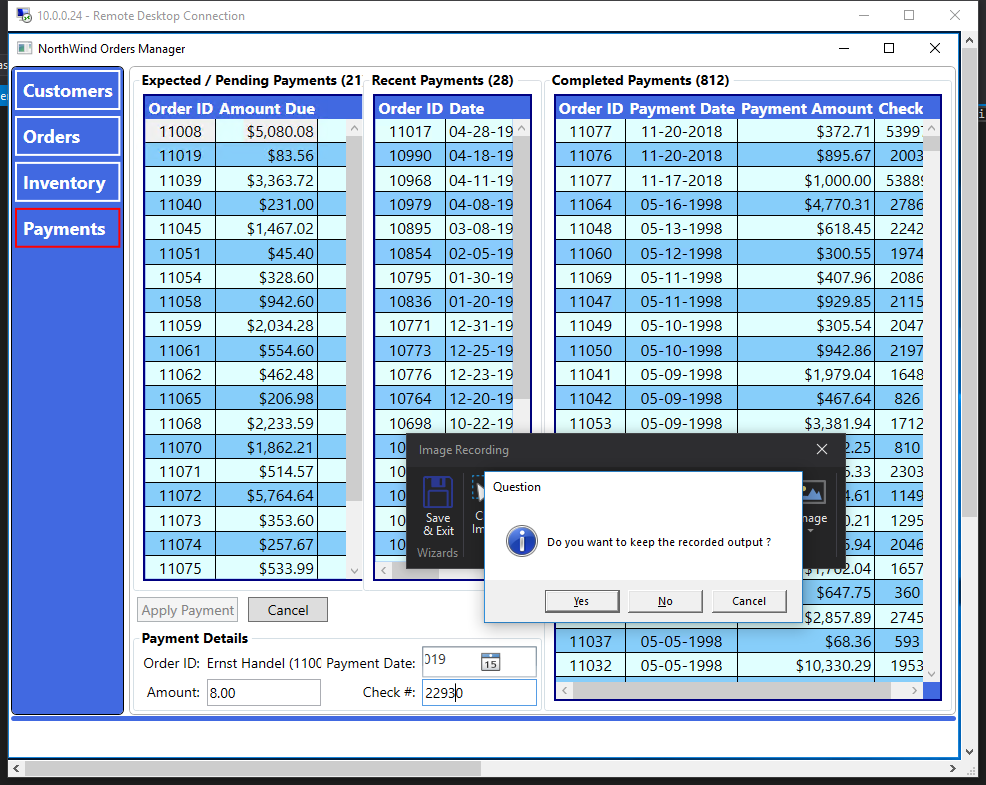 10.0.0.24 - Remote Desktop Connection
NorthWind Orders Manager
Customers
Orders
Inventory
Payments
Expected / Pending Payments (21
Order ID Amount Due
11008 $5,080.08
11019 $83.56
11039 $3,363.72
11040 $231.00
11045 $1,467.02
11051 $45.40
11054 $328.60
11058 $942.60
11059 $2,034.28
11061 $554.60
11062 $462.48
11065 $206.98
11068 $2,233.59
11070 $1,862.21
11071 $514.57
11072 $5,764.64
11073 $353.60
11074 $257.67
11075 $533.99
Recent Payments (28)
Order ID Date
11017 04-28-19
10990 04-18-19
10968 04-11-19
10979 04-08-19
10895 03-08-19
10854 02-05-19
10795 01-30-19
10836 01-20-19
10771 12-31-19
10773 12-25-19
10776 12-23-19
10764 12-20-19
10698 10-22-19
10
10
10
10
10
Completed Payments (812)
Order ID Payment Date Payment Amount Check
11077 11-20-2018 $372.71 5399
11076 11-20-2018 $895.67 2003
11077 11-17-2018 $1,000.00 5388
11064 05-16-1998 $4,770.31 2786
11048 05-13-1998 $618.45 2242
11060 05-12-1998 $300.55 1974
11069 05-11-1998 $407.96 2086
11047 05-11-1998 $929.85 2115
11049 05-10-1998 $305.54 2047
11050 05-10-1998 $942.86 2197
11041 05-09-1998 $1,979.04 1648
11042 05-09-1998 $467.64 826
11053 05-09-1998 $3,381.94 1712
2.25 810
.33 2303
4.61 1149
0.21 1295
5.94 2046
$1,762.04 1657
$647.75 360
$2,857.89 2745
11037 05-05-1998 $68.36 593
11032 05-05-1998 $10,330.29 1953
Image Recording
Save
& Exit
Wizards
C
Im
nage
Question
Do you want to keep the recorded output ?
Yes
No
Cancel
Apply Payment
Cancel
Payment Details
Order ID: Ernst Handel (1100 Payment Date: 019 15
Amount: 8.00 Check #: 22930